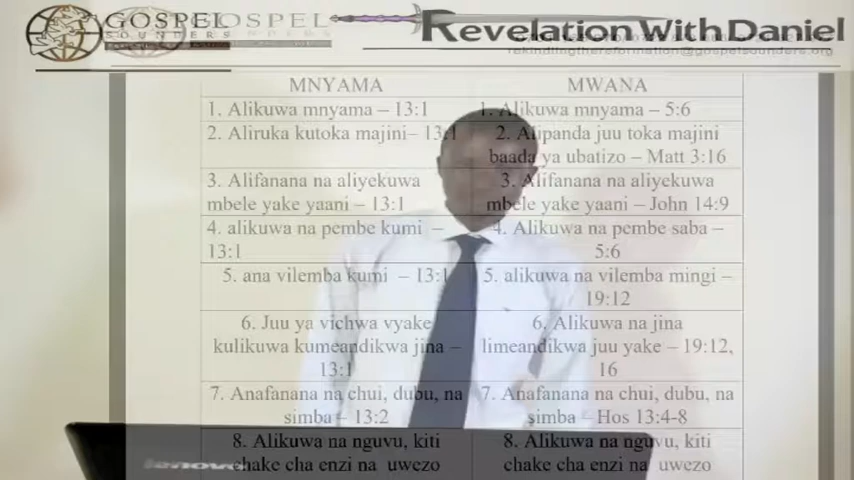 GOSPEL
SOUNDERS
GOSPEL
Revelation With Daniel
rekindlingthereformation@gospelsounders.org
MNYAMA
MWANA
1. Alikuwa mnyama – 13:1
1. Alikuwa mnyama – 5:6
2. Aliruka kutoka majini– 13:1
2. Alipanda juu toka majini
baada ya ubatizo – Matt 3:16
3. Alifanana na aliyekuwa
mbele yake yaani – 13:1
3. Alifanana na aliyekuwa
mbele yake yaani – John 14:9
4. alikuwa na pembe kumi –
13:1
4. Alikuwa na pembe saba –
5:6
5. ana vilemba kumi – 13:1
5. alikuwa na vilemba mingi –
19:12
6. Juu ya vichwa vyake
kulikuwa kumeandikwa jina –
13:1
6. Alikuwa na jina
limeandikwa juu yake – 19:12,
16
7. Anafanana na chui, dubu, na
simba – 13:2
7. Anafanana na chui, dubu, na
simba – Hos 13:4-8
8. Alikuwa na nguvu, kiti
chake cha enzi na uwezo
8. Alikuwa na nguvu, kiti
chake cha enzi na uwezo
lenovo